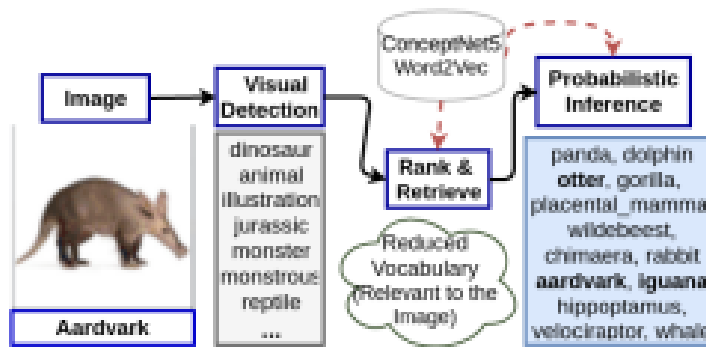 Image
Visual
Detection
ConceptNet5
Word2Vec
Probabilistic
Inference
Rank &
Retrieve
dinosaur
animal
illustration
jurassic
monster
monstrous
reptile
...
Reduced
Vocabulary
(Relevant to the
Image)
panda, dolphin
otter, gorilla,
placental_mamma
wildebeest,
chimaera, rabbit
aardvark, iguana
hippoptamus,
velociraptor, whale
Aardvark